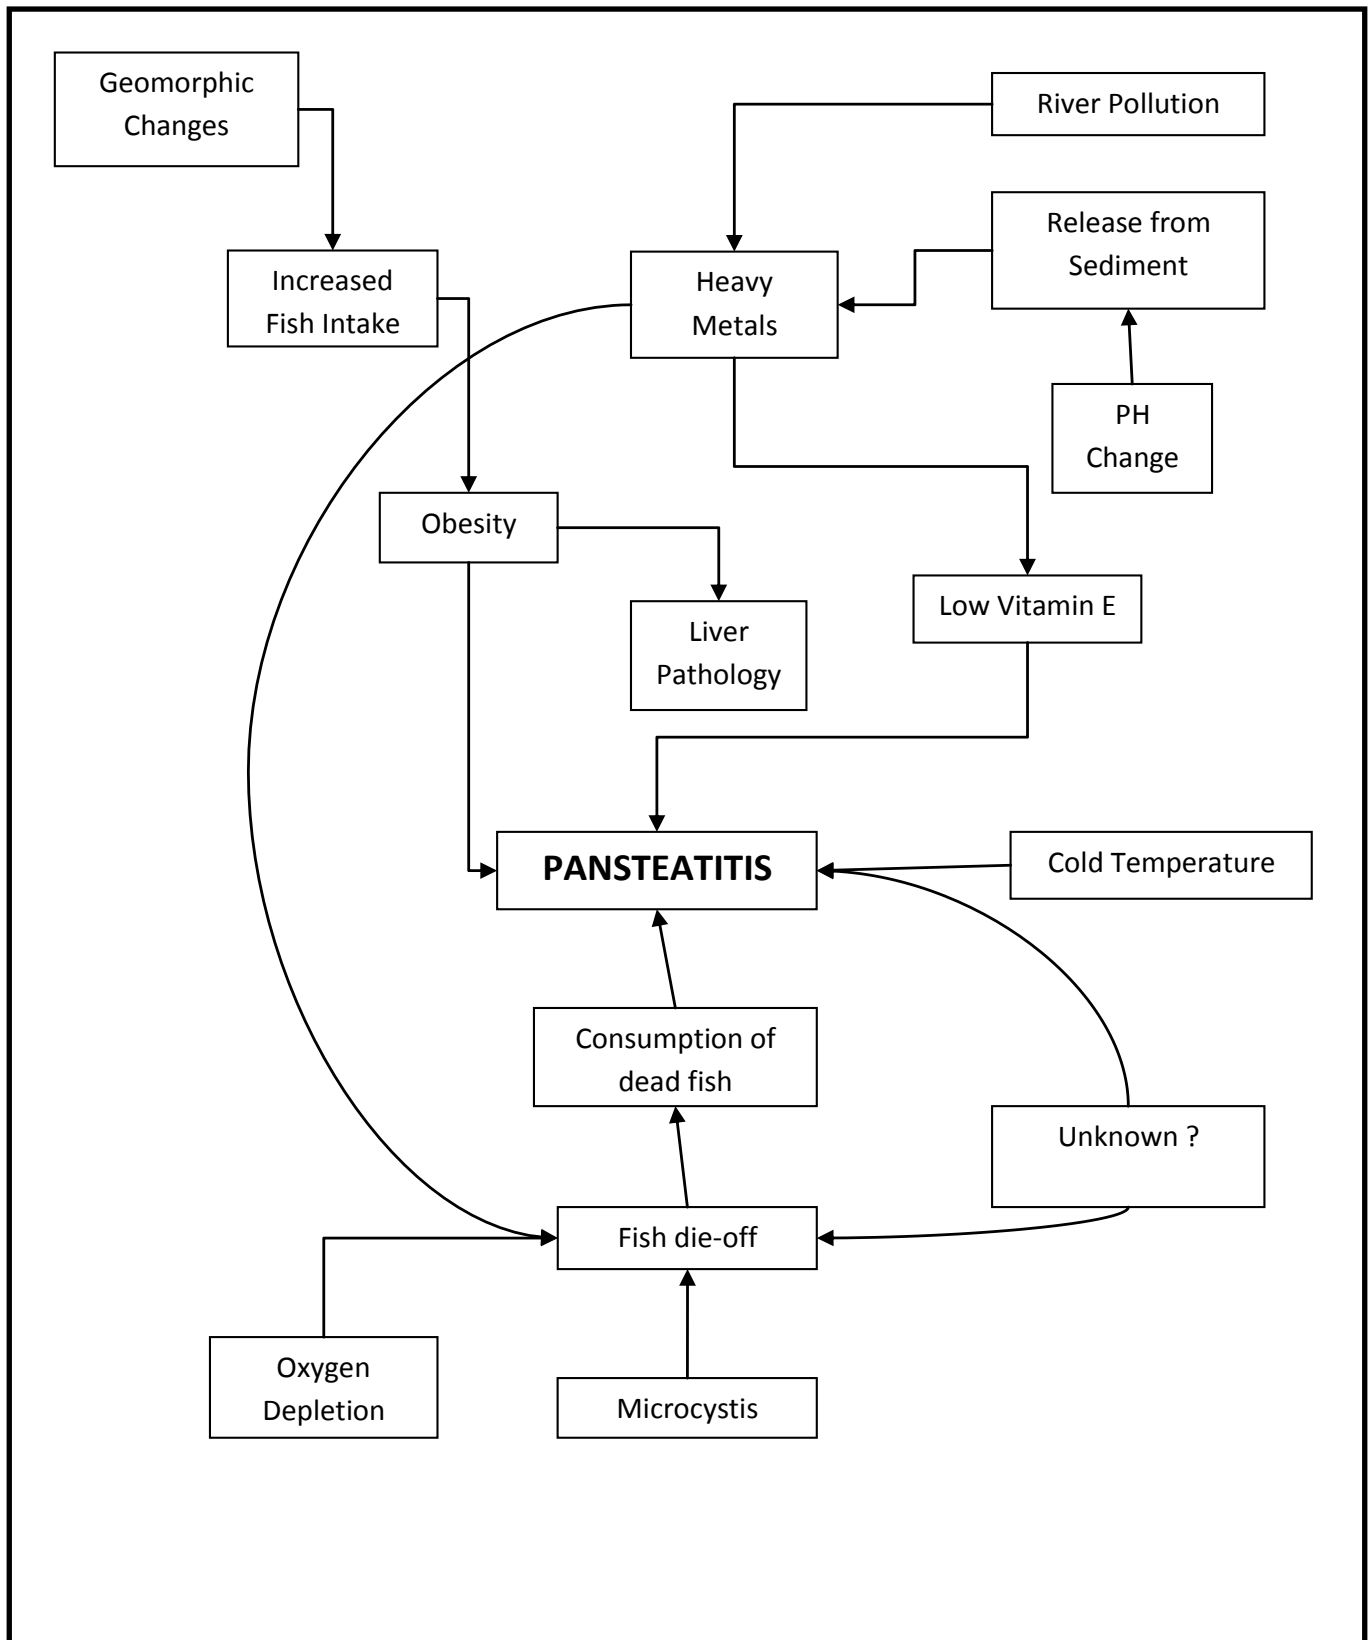 Geomorphic
Changes
River Pollution
Release from
Sediment
Increased
Fish Intake
Heavy
Metals
PH
Change
Obesity
Low Vitamin E
Liver
Pathology
PANSTEATITIS
Cold Temperature
Consumption of
dead fish
Unknown ?
Fish die-off
Oxygen
Depletion
Microcystis